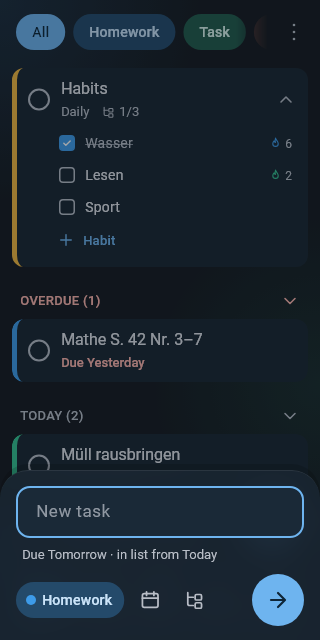 All
Homework
Task
Habits
Daily 1/3
Wasser 6
Lesen 2
Sport
+ Habit
OVERDUE (1)
Mathe S. 42 Nr. 3–7
Due Yesterday
TODAY (2)
Müll rausbringen
New task
Due Tomorrow · in list from Today
Homework